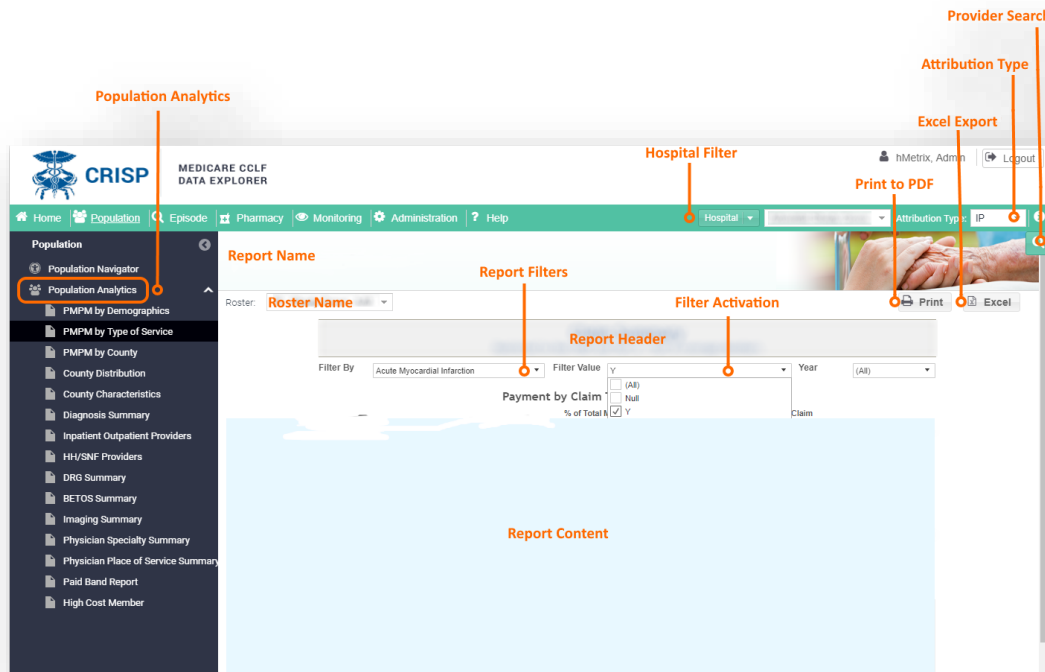 Provider Search
Attribution Type
Population Analytics
Excel Export
Hospital Filter
Print to PDF
CRISP
MEDICARE CCLF
DATA EXPLORER
hMetrix, Admin
Logout
Home Population Episode Pharmacy Monitoring Administration ? Help
Hospital
Attribution Type: IP
Population
Population Navigator
Population Analytics
PMPM by Demographics
PMPM by Type of Service
PMPM by County
County Distribution
County Characteristics
Diagnosis Summary
Inpatient Outpatient Providers
HH/SNF Providers
DRG Summary
BETOS Summary
Imaging Summary
Physician Specialty Summary
Physician Place of Service Summary
Paid Band Report
High Cost Member
Report Name
Report Filters
Roster:
Roster Name
Filter Activation
Print
Excel
Report Header
Filter By Acute Myocardial Infarction Filter Value Y Year (All)
(All)
Null
Y
Payment by Claim
% of Total
Claim
Report Content